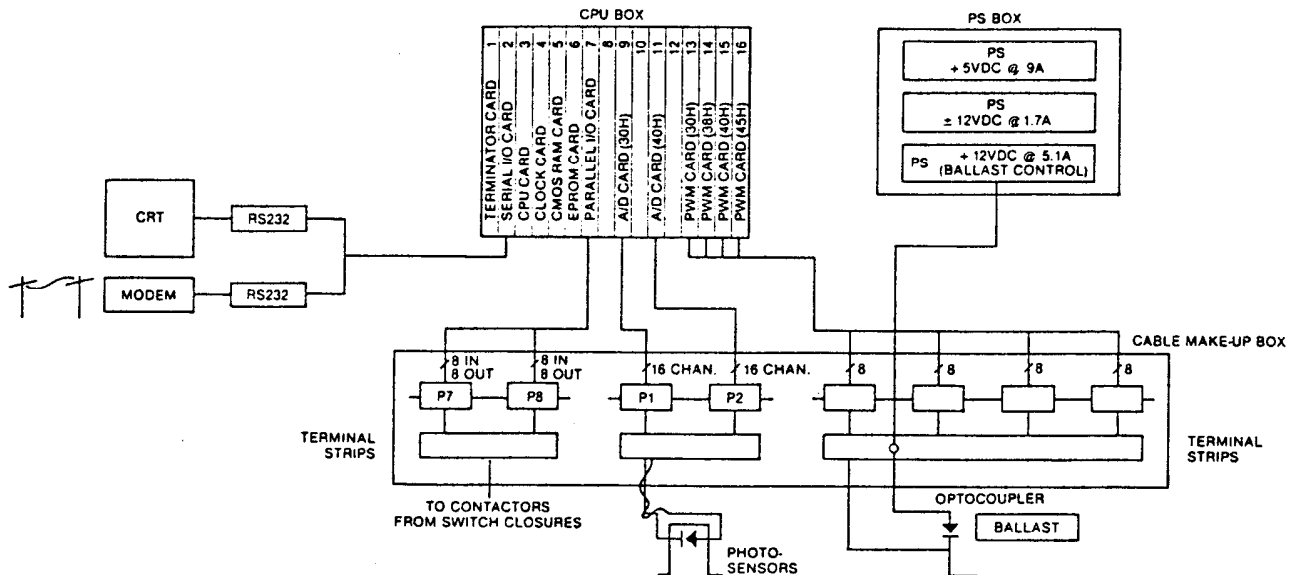 CPU BOX
1 TERMINATOR CARD
2 SERIAL I/O CARD
3 CPU CARD
4 CLOCK CARD
5 CMOS RAM CARD
6 EPROM CARD
7 PARALLEL I/O CARD
8
9 A/D CARD (30H)
10
11 A/D CARD (40H)
12
13 PWM CARD (30H)
14 PWM CARD (38H)
15 PWM CARD (40H)
16 PWM CARD (45H)
PS BOX
PS
+ 5VDC @ 9A
PS
± 12VDC @ 1.7A
PS + 12VDC @ 5.1A
(BALLAST CONTROL)
CRT
RS232
MODEM
RS232
CABLE MAKE-UP BOX
8 IN
8 OUT
8 IN
8 OUT
16 CHAN.
16 CHAN.
8
8
8
8
P7
P8
P1
P2
TERMINAL
STRIPS
TERMINAL
STRIPS
TO CONTACTORS
FROM SWITCH CLOSURES
PHOTO-
SENSORS
OPTOCOUPLER
BALLAST